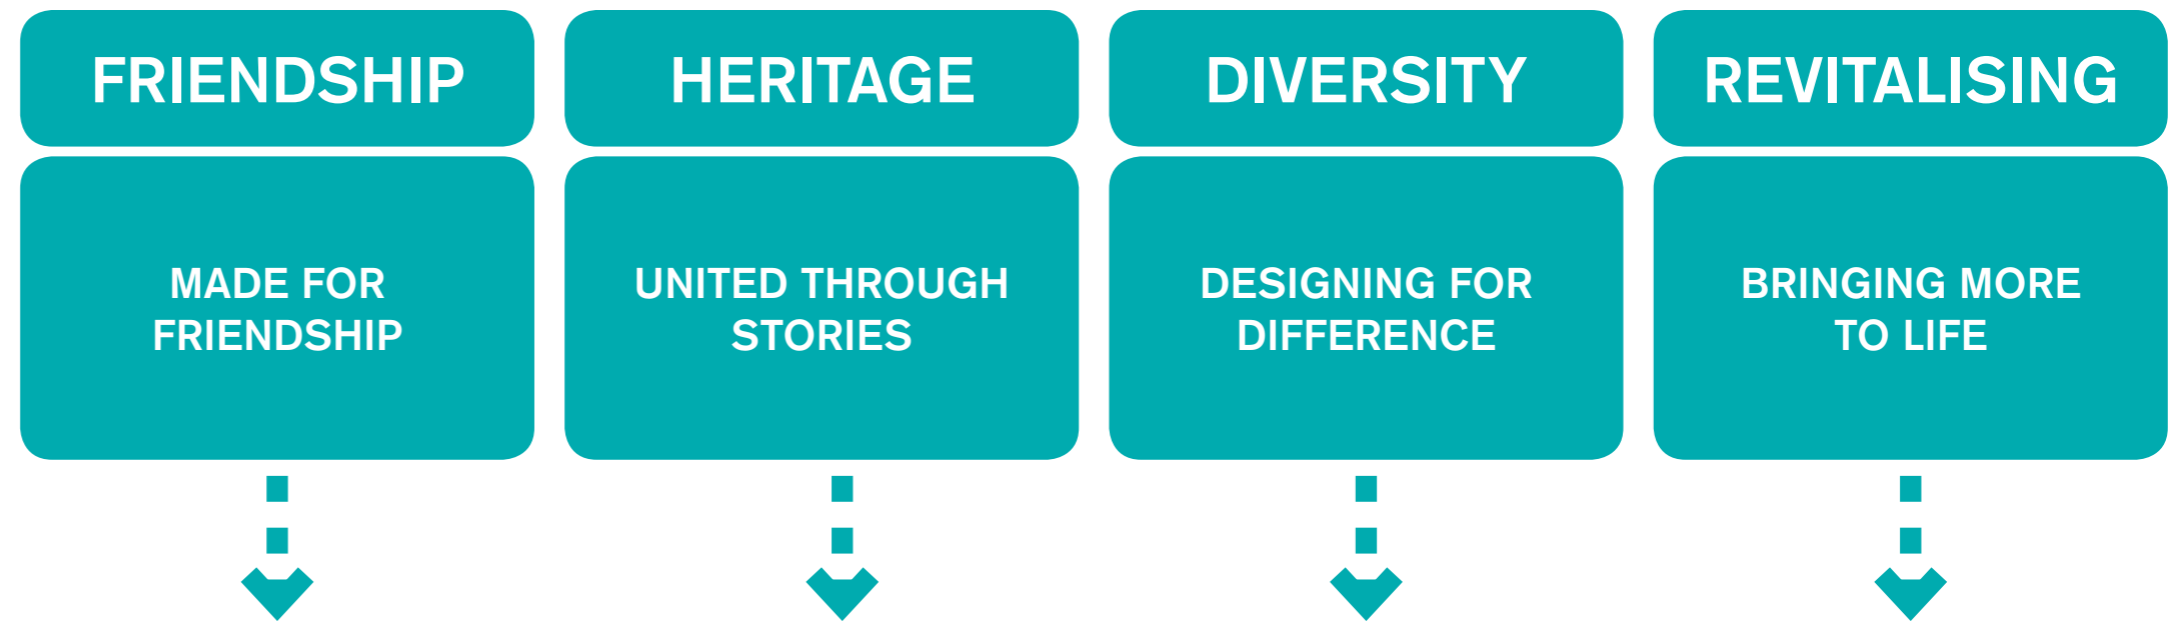 FRIENDSHIP
MADE FOR
FRIENDSHIP
HERITAGE
UNITED THROUGH
STORIES
DIVERSITY
DESIGNING FOR
DIFFERENCE
REVITALISING
BRINGING MORE
TO LIFE